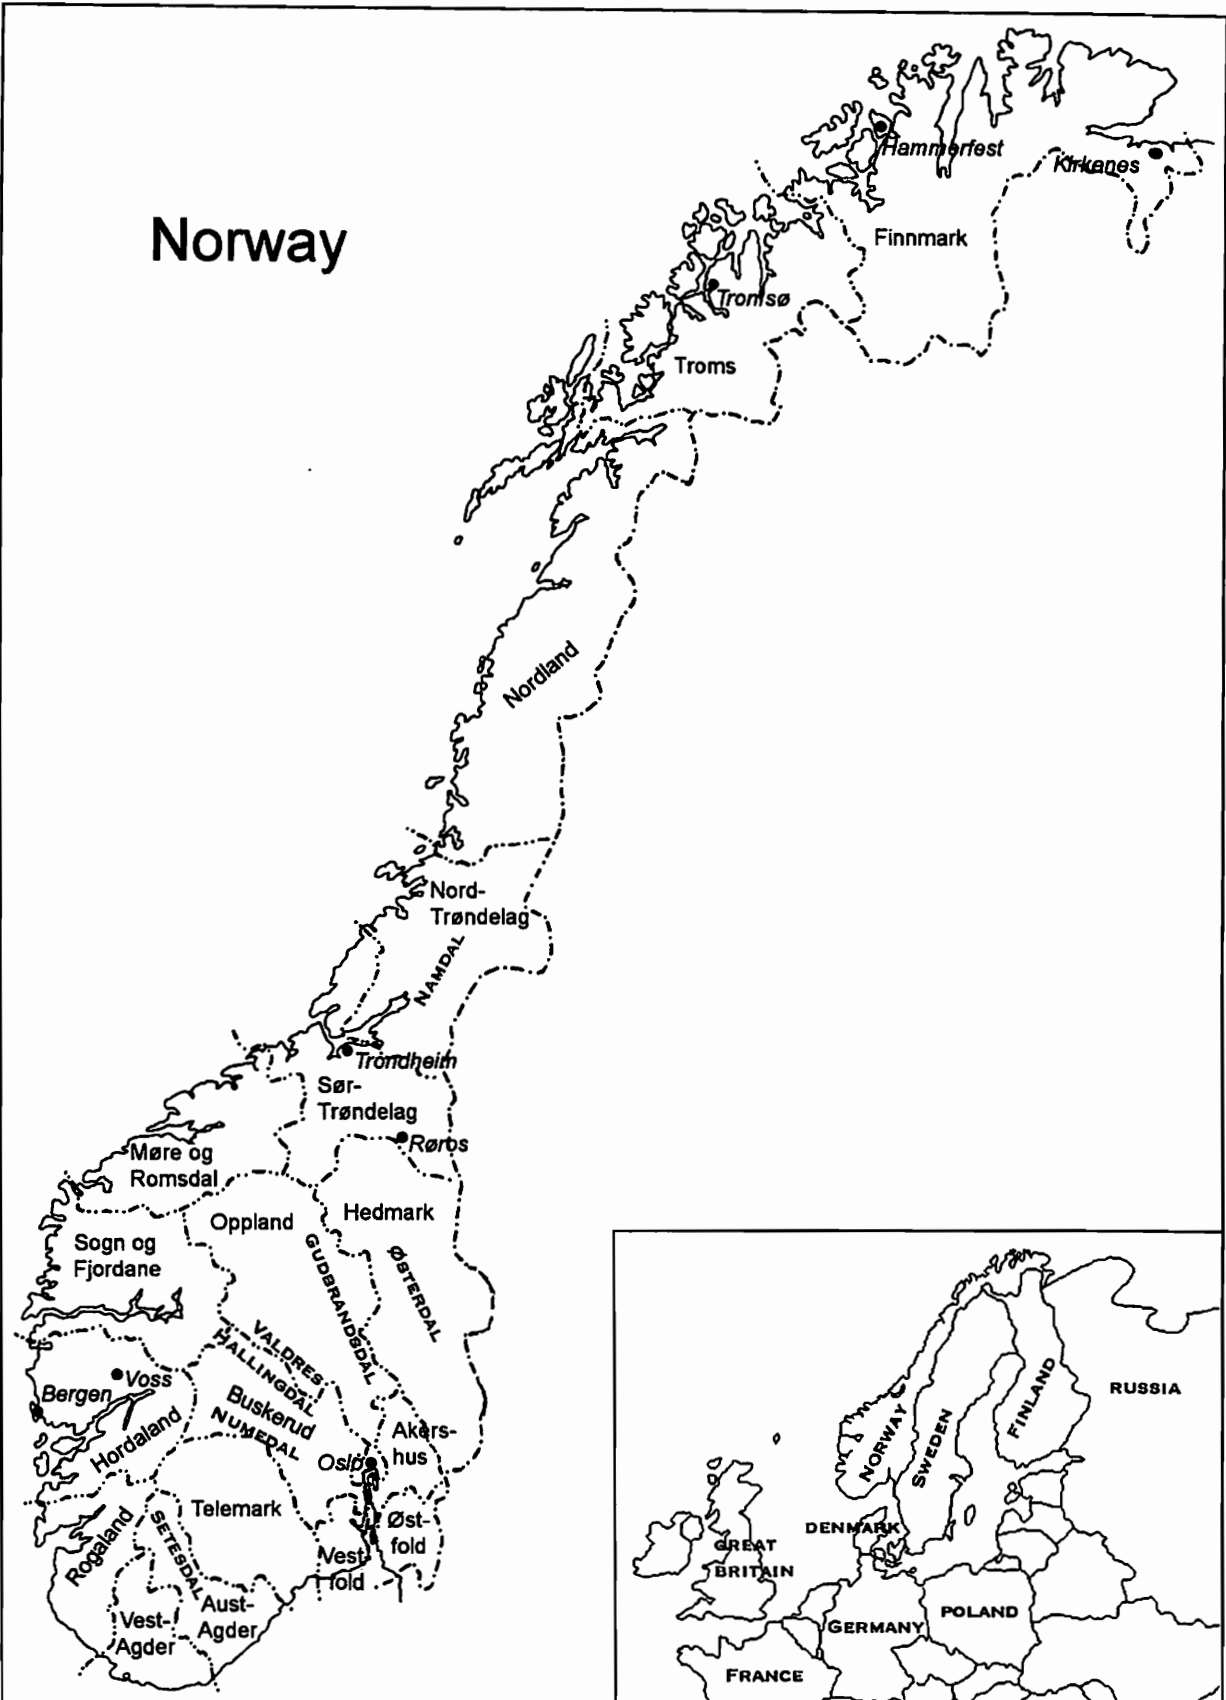 Norway
Hammerfest
Kirkenes
Finnmark
Tromsø
Troms
Nordland
Nord-
Trøndelag
NAMDAL
Trondheim
Sør-
Trøndelag
Røros
Møre og
Romsdal
Oppland
Hedmark
Sogn og
Fjordane
GUDBRANDSDAL
ØSTERDAL
VALDRES
HALLINGDAL
Voss
Bergen
Buskerud
NUMEDAL
Hordaland
Akers-
hus
Oslo
Telemark
Rogaland
SETESDAL
Øst-
fold
Vest
fold
Aust-
Agder
Vest-
Agder
RUSSIA
FINLAND
NORWAY
SWEDEN
DENMARK
GREAT
BRITAIN
POLAND
GERMANY
FRANCE